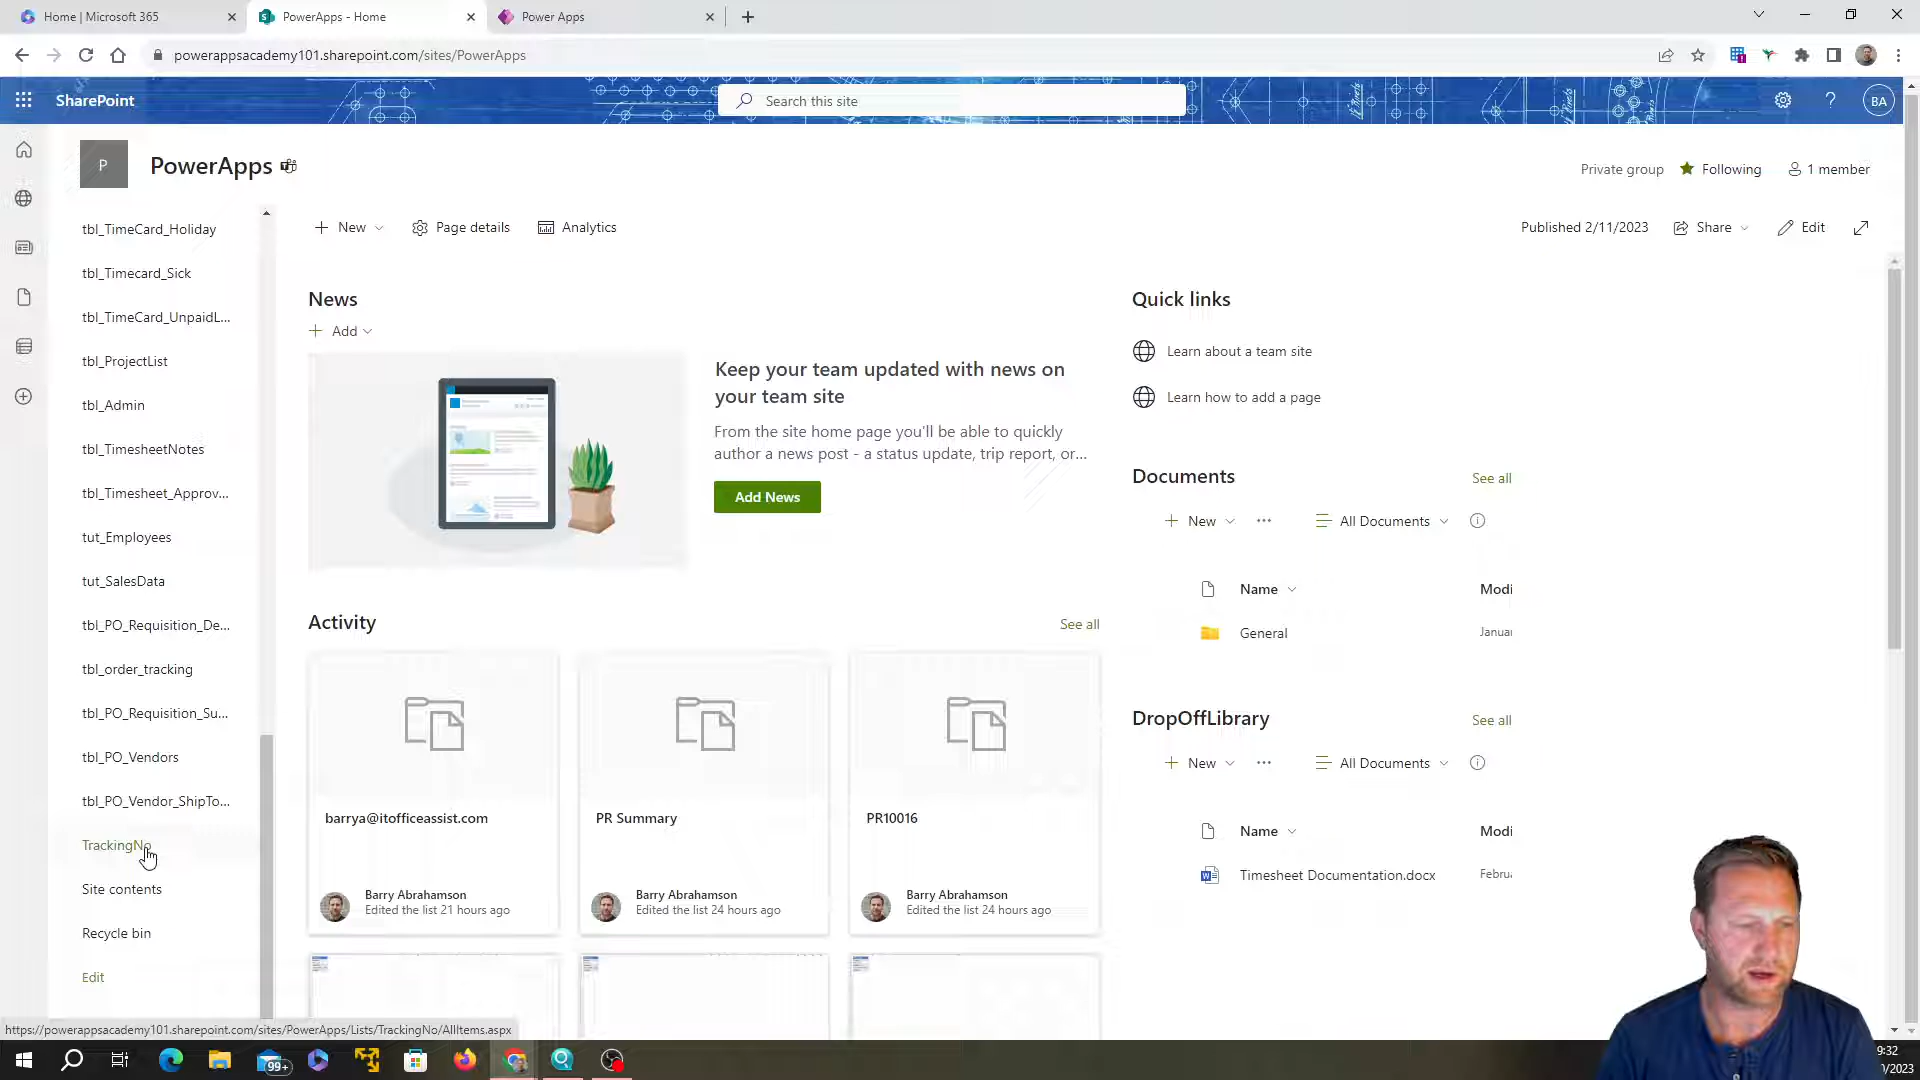 Home | Microsoft 365
PowerApps - Home
Power Apps
powerappsacademy101.sharepoint.com/sites/PowerApps
SharePoint
Search this site
BA
P
PowerApps
Private group
Following
1 member
New
Page details
Analytics
Published 2/11/2023
Share
Edit
tbl_TimeCard_Holiday
tbl_Timecard_Sick
tbl_TimeCard_UnpaidL...
tbl_ProjectList
tbl_Admin
tbl_TimesheetNotes
tbl_Timesheet_Approv...
tut_Employees
tut_SalesData
tbl_PO_Requisition_De...
tbl_order_tracking
tbl_PO_Requisition_Su...
tbl_PO_Vendors
tbl_PO_Vendor_ShipTo...
TrackingNo
Site contents
Recycle bin
Edit
News
Add
Keep your team updated with news on
your team site
From the site home page you'll be able to quickly
author a news post - a status update, trip report, or...
Add News
Activity
See all
barrya@itofficeassist.com
Barry Abrahamson
Edited the list 21 hours ago
PR Summary
Barry Abrahamson
Edited the list 24 hours ago
PR10016
Barry Abrahamson
Edited the list 24 hours ago
Quick links
Learn about a team site
Learn how to add a page
Documents
See all
New
All Documents
Name
Modi
General
Januar
DropOffLibrary
See all
New
All Documents
Name
Modi
Timesheet Documentation.docx
Febru
https://powerappsacademy101.sharepoint.com/sites/PowerApps/Lists/TrackingNo/AllItems.aspx
99+
9:32
/2023